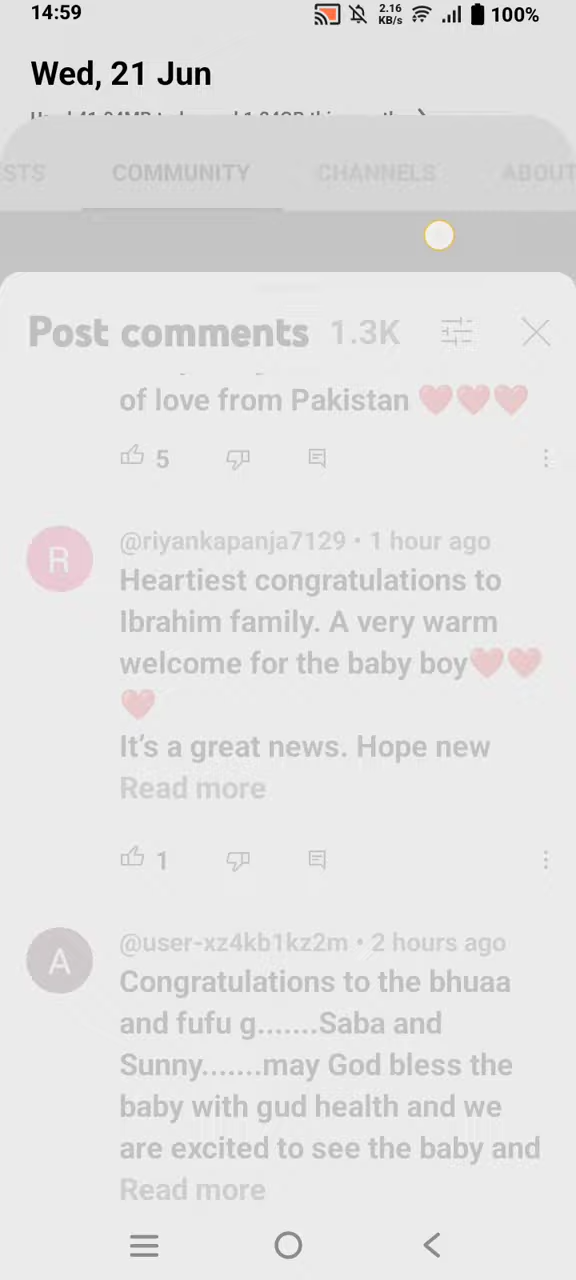 14:59
2.16
KB/s
100%
Wed, 21 Jun
STS
COMMUNITY
CHANNELS
ABOUT
Post comments 1.3K
of love from Pakistan ❤️❤️❤️
5
R
@riyankapanja7129 • 1 hour ago
Heartiest congratulations to
Ibrahim family. A very warm
welcome for the baby boy❤️❤️
❤️
It's a great news. Hope new
Read more
1
A
@user-xz4kb1kz2m • 2 hours ago
Congratulations to the bhuaa
and fufu g.......Saba and
Sunny.......may God bless the
baby with gud health and we
are excited to see the baby and
Read more